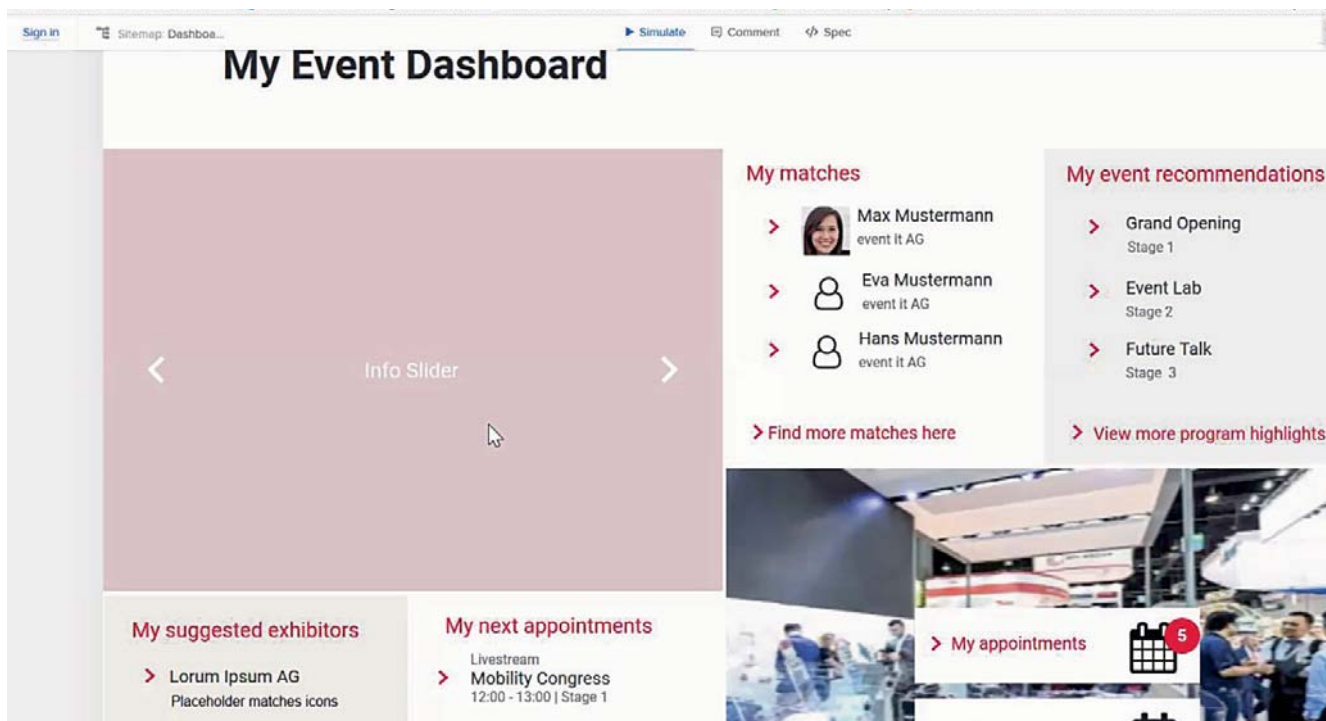 Sign in
Sitemap: Dashboa...
Simulate
Comment
</> Spec
My Event Dashboard
Info Slider
My matches
Max Mustermann
event it AG
Eva Mustermann
event it AG
Hans Mustermann
event it AG
Find more matches here
My event recommendations
Grand Opening
Stage 1
Event Lab
Stage 2
Future Talk
Stage 3
View more program highlights
My suggested exhibitors
Lorum Ipsum AG
Placeholder matches icons
My next appointments
Livestream
Mobility Congress
12:00 - 13:00 | Stage 1
My appointments
5